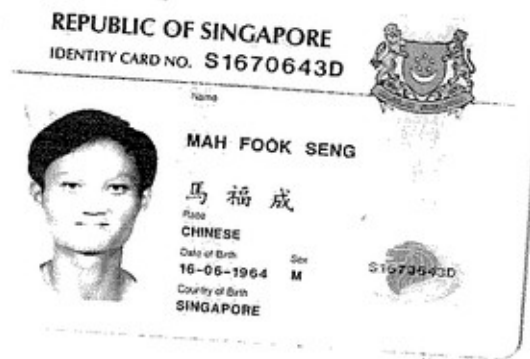 REPUBLIC OF SINGAPORE
IDENTITY CARD NO. S1670643D
Name
MAH FOOK SENG
馬福成
Race
CHINESE
Date of Birth Sex
16-06-1964 M
Country of Birth
SINGAPORE